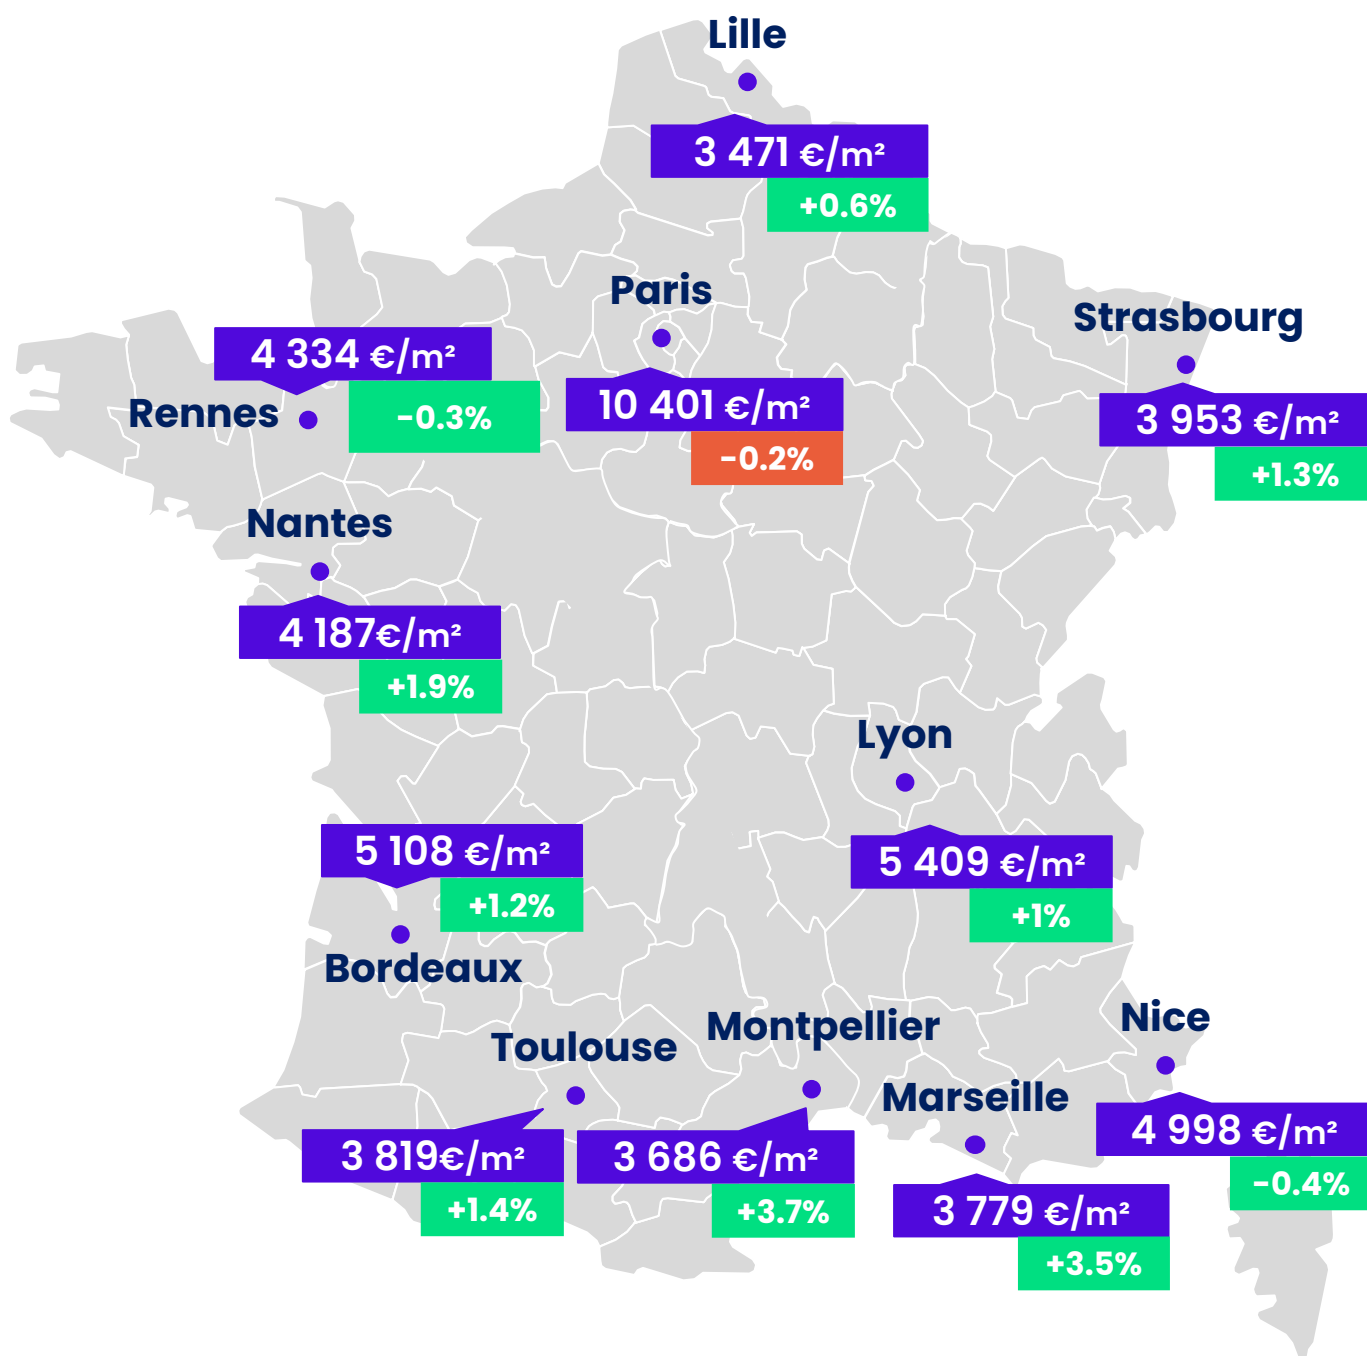 Lille
3 471 €/m²
+0.6%
Paris
10 401 €/m²
-0.2%
Strasbourg
3 953 €/m²
+1.3%
4 334 €/m²
-0.3%
Rennes
Nantes
4 187€/m²
+1.9%
Lyon
5 409 €/m²
+1%
5 108 €/m²
+1.2%
Bordeaux
Toulouse
3 819€/m²
+1.4%
Montpellier
3 686 €/m²
+3.7%
Marseille
3 779 €/m²
+3.5%
Nice
4 998 €/m²
-0.4%